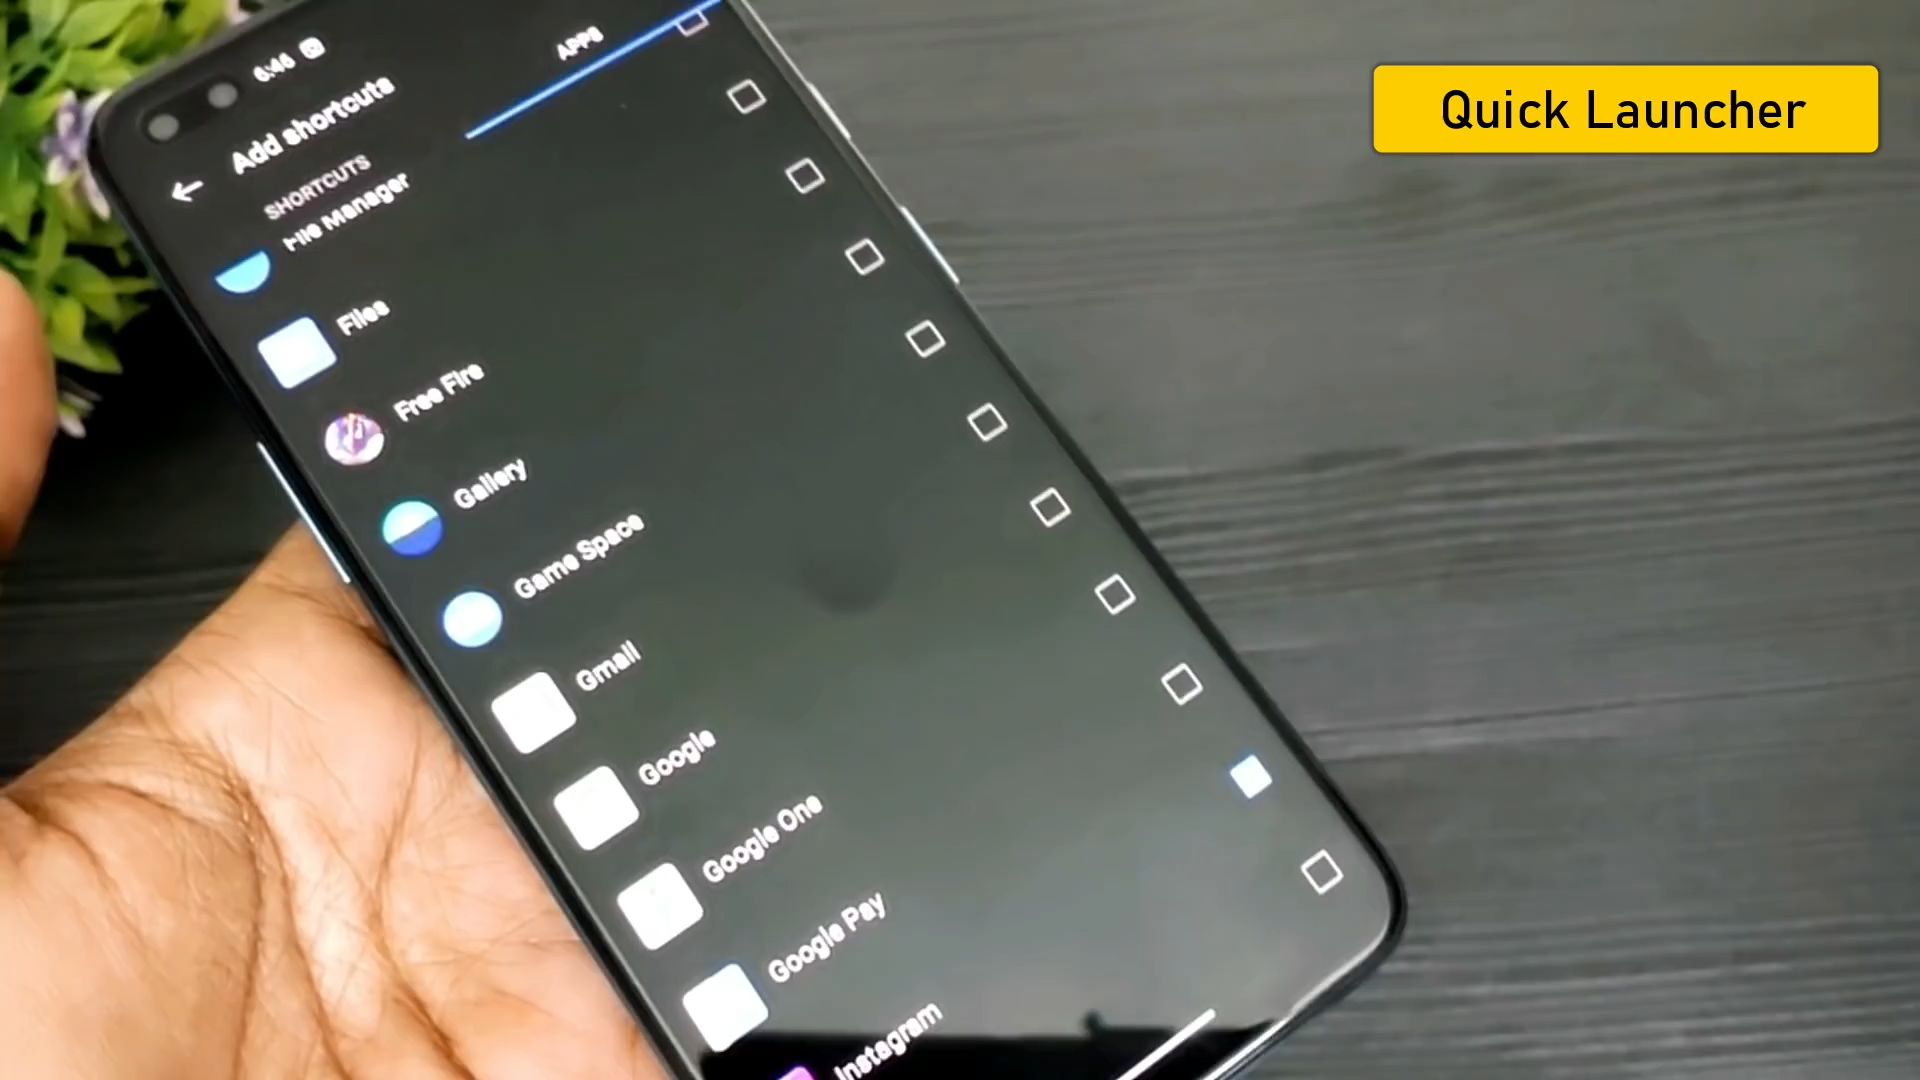 Quick Launcher
6:46
Add shortcuts
SHORTCUTS
APPS
File Manager
Files
Free Fire
Gallery
Game Space
Gmail
Google
Google One
Google Pay
Instagram